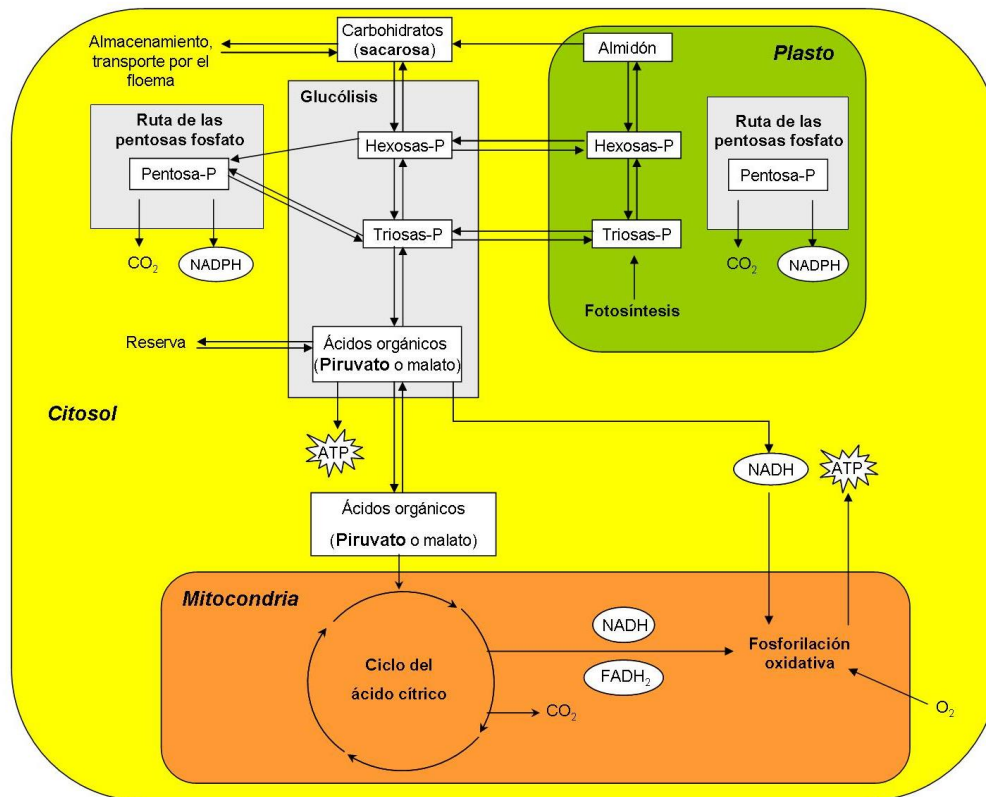 Almacenamiento,
transporte por el
floema
Carbohidratos
(sacarosa)
Almidón
Plasto
Glucólisis
Ruta de las
pentosas fosfato
Pentosa-P
CO₂
NADPH
Hexosas-P
Hexosas-P
Triosas-P
Triosas-P
Fotosíntesis
Ruta de las
pentosas fosfato
Pentosa-P
CO₂
NADPH
Reserva
Ácidos orgánicos
(Piruvato o malato)
Citosol
ATP
NADH
ATP
Ácidos orgánicos
(Piruvato o malato)
Mitocondria
Ciclo del
ácido cítrico
NADH
FADH₂
CO₂
Fosforilación
oxidativa
O₂